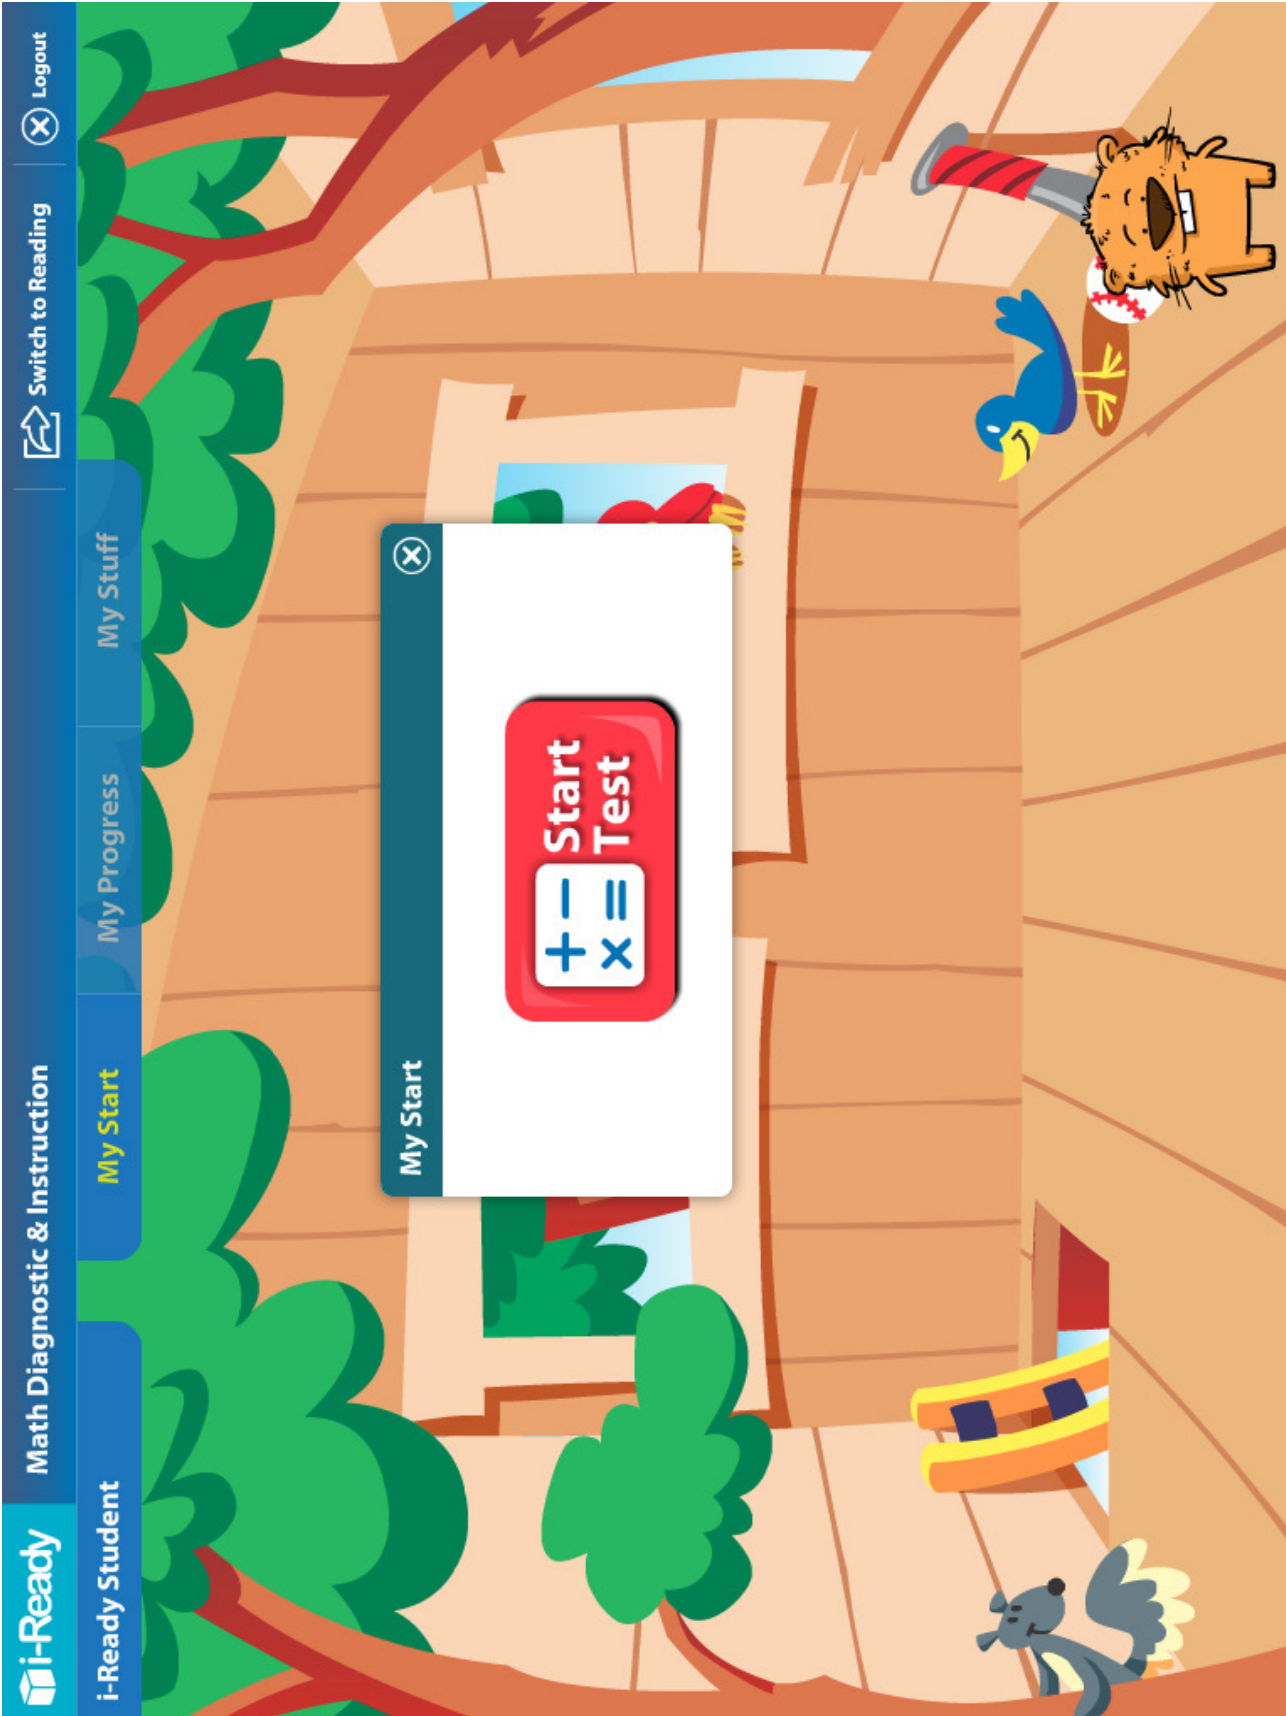 i-Ready
Math Diagnostic & Instruction
Switch to Reading
Logout
i-Ready Student
My Start
My Progress
My Stuff
My Start
+ −
× =
Start
Test